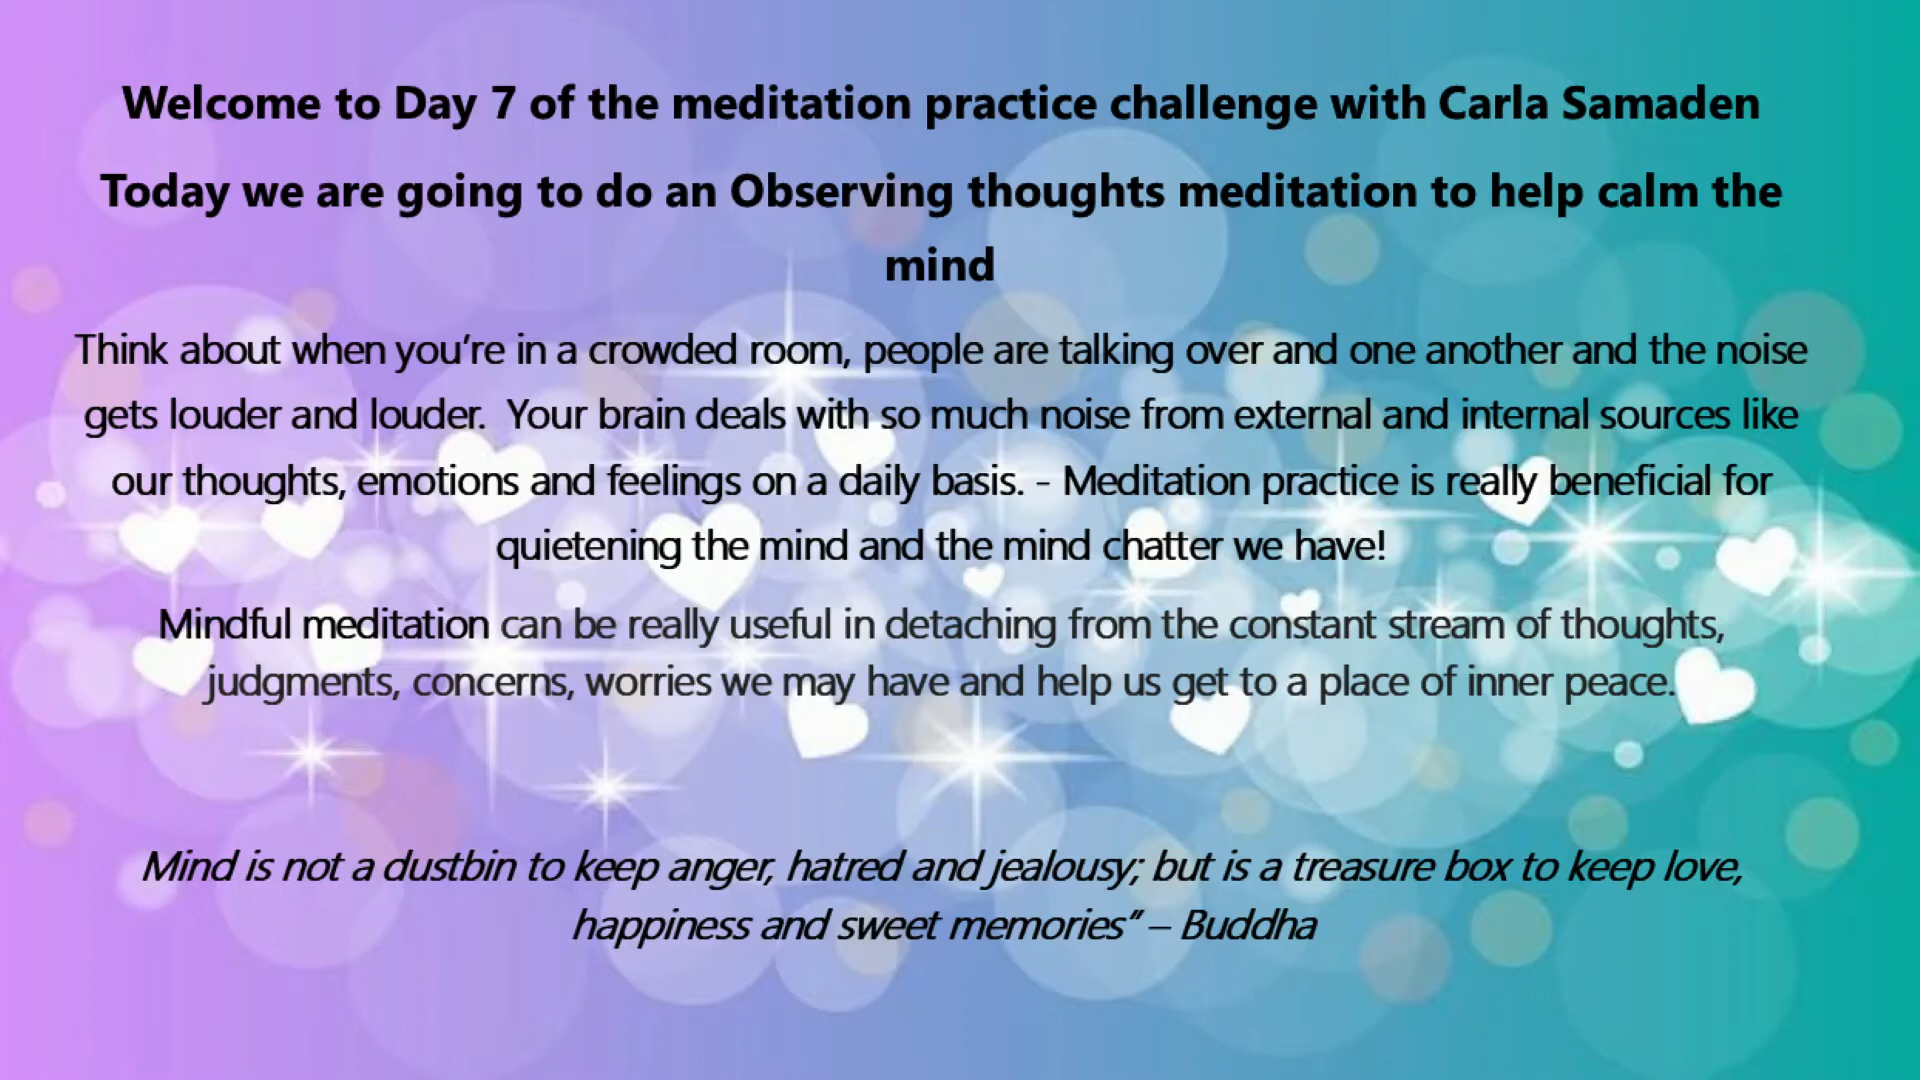 Welcome to Day 7 of the meditation practice challenge with Carla Samaden
Today we are going to do an Observing thoughts meditation to help calm the
mind
Think about when you're in a crowded room, people are talking over and one another and the noise
gets louder and louder.  Your brain deals with so much noise from external and internal sources like
our thoughts, emotions and feelings on a daily basis. - Meditation practice is really beneficial for
quietening the mind and the mind chatter we have!
Mindful meditation can be really useful in detaching from the constant stream of thoughts,
judgments, concerns, worries we may have and help us get to a place of inner peace.
Mind is not a dustbin to keep anger, hatred and jealousy; but is a treasure box to keep love,
happiness and sweet memories” – Buddha